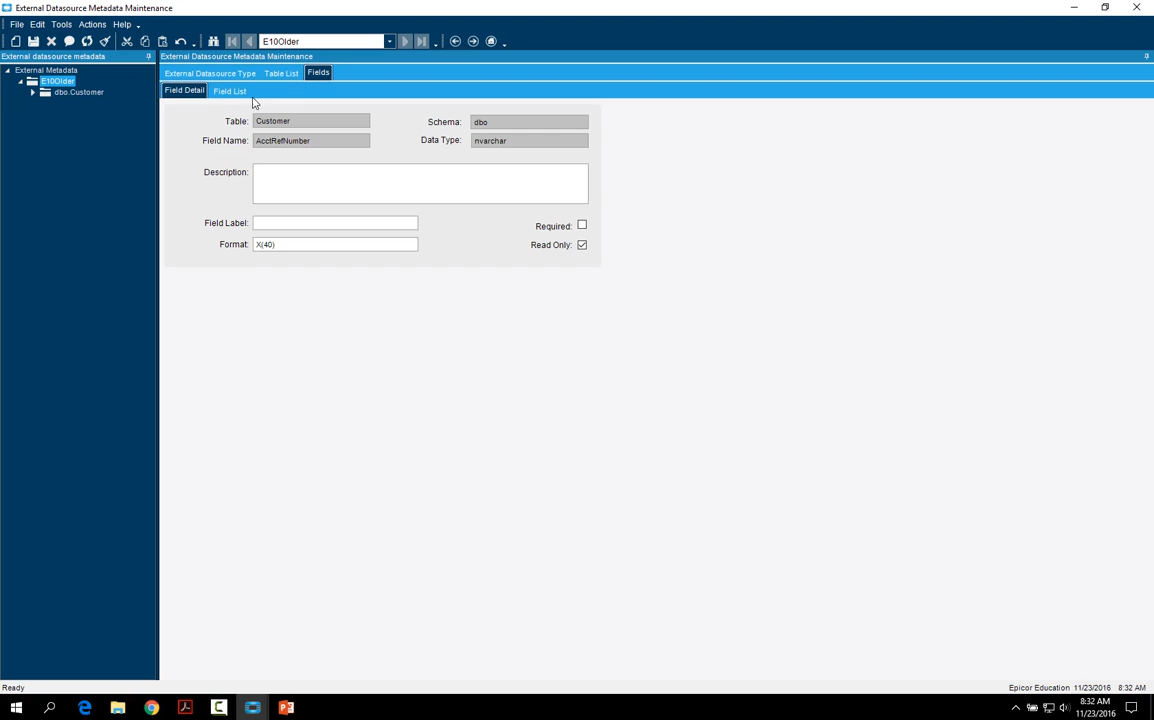 External Datasource Metadata Maintenance
File Edit Tools Actions Help
E10Older
External datasource metadata
External Datasource Metadata Maintenance
External Metadata
E10Older
dbo.Customer
External Datasource Type Table List Fields
Field Detail Field List
Table: Customer Schema: dbo
Field Name: AcctRefNumber Data Type: nvarchar
Description:
Field Label: Required:
Format: X(40) Read Only:
Ready Epicor Education 11/23/2016 8:32 AM
8:32 AM
11/23/2016